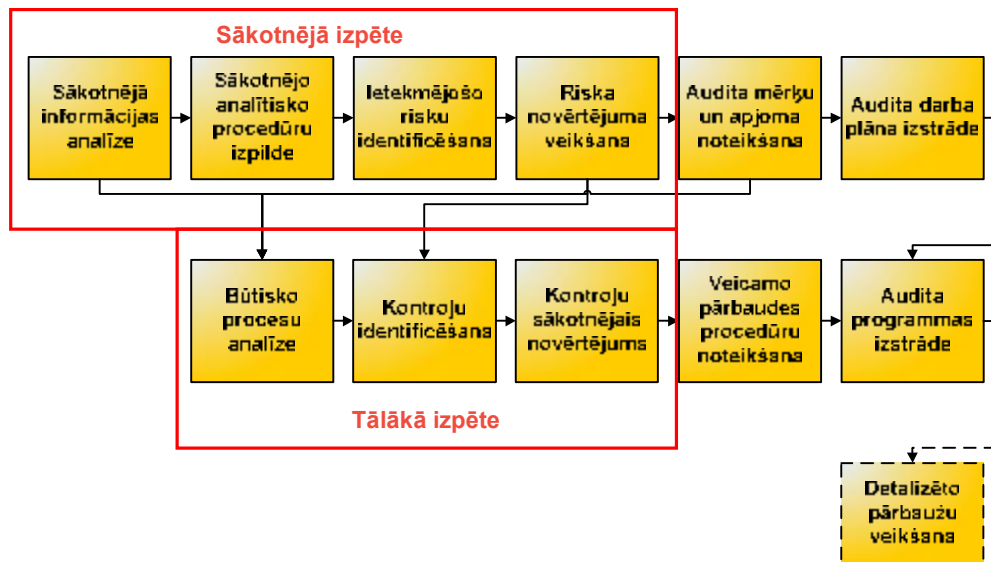 Sākotnējā izpēte
Sākotnējā
informācijas
analīze
Sākotnējo
analītisko
procedūru
izpilde
Ietekmējošo
risku
identificēšana
Riska
novērtējuma
veikšana
Audita mērķu
un apjoma
noteikšana
Audita darba
plāna izstrāde
Būtisko
procesu
analīze
Kontroļu
identificēšana
Kontroļu
sākotnējais
novērtējums
Veicamo
pārbaudes
procedūru
noteikšana
Audita
programmas
izstrāde
Tālākā izpēte
Detalizēto
pārbaužu
veikšana